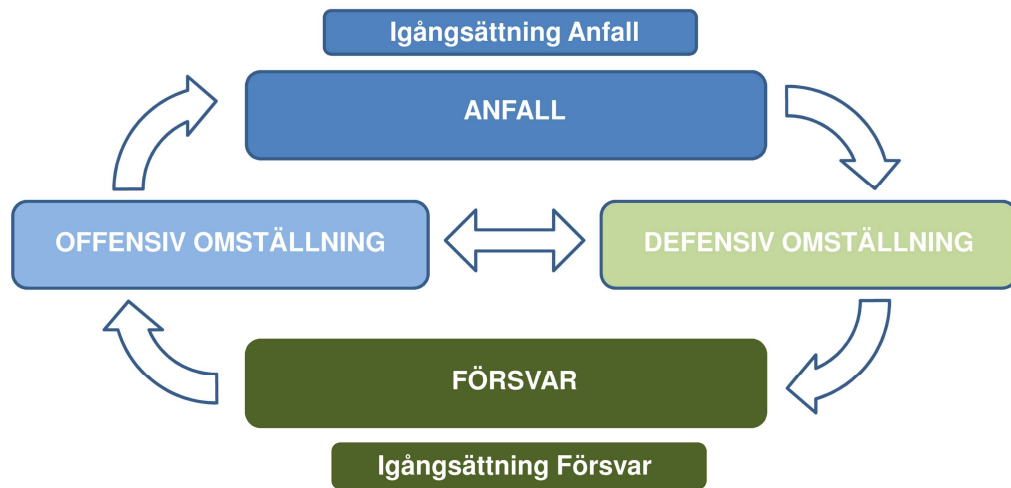 Igångsättning Anfall
ANFALL
OFFENSIV OMSTÄLLNING
DEFENSIV OMSTÄLLNING
FÖRSVAR
Igångsättning Försvar